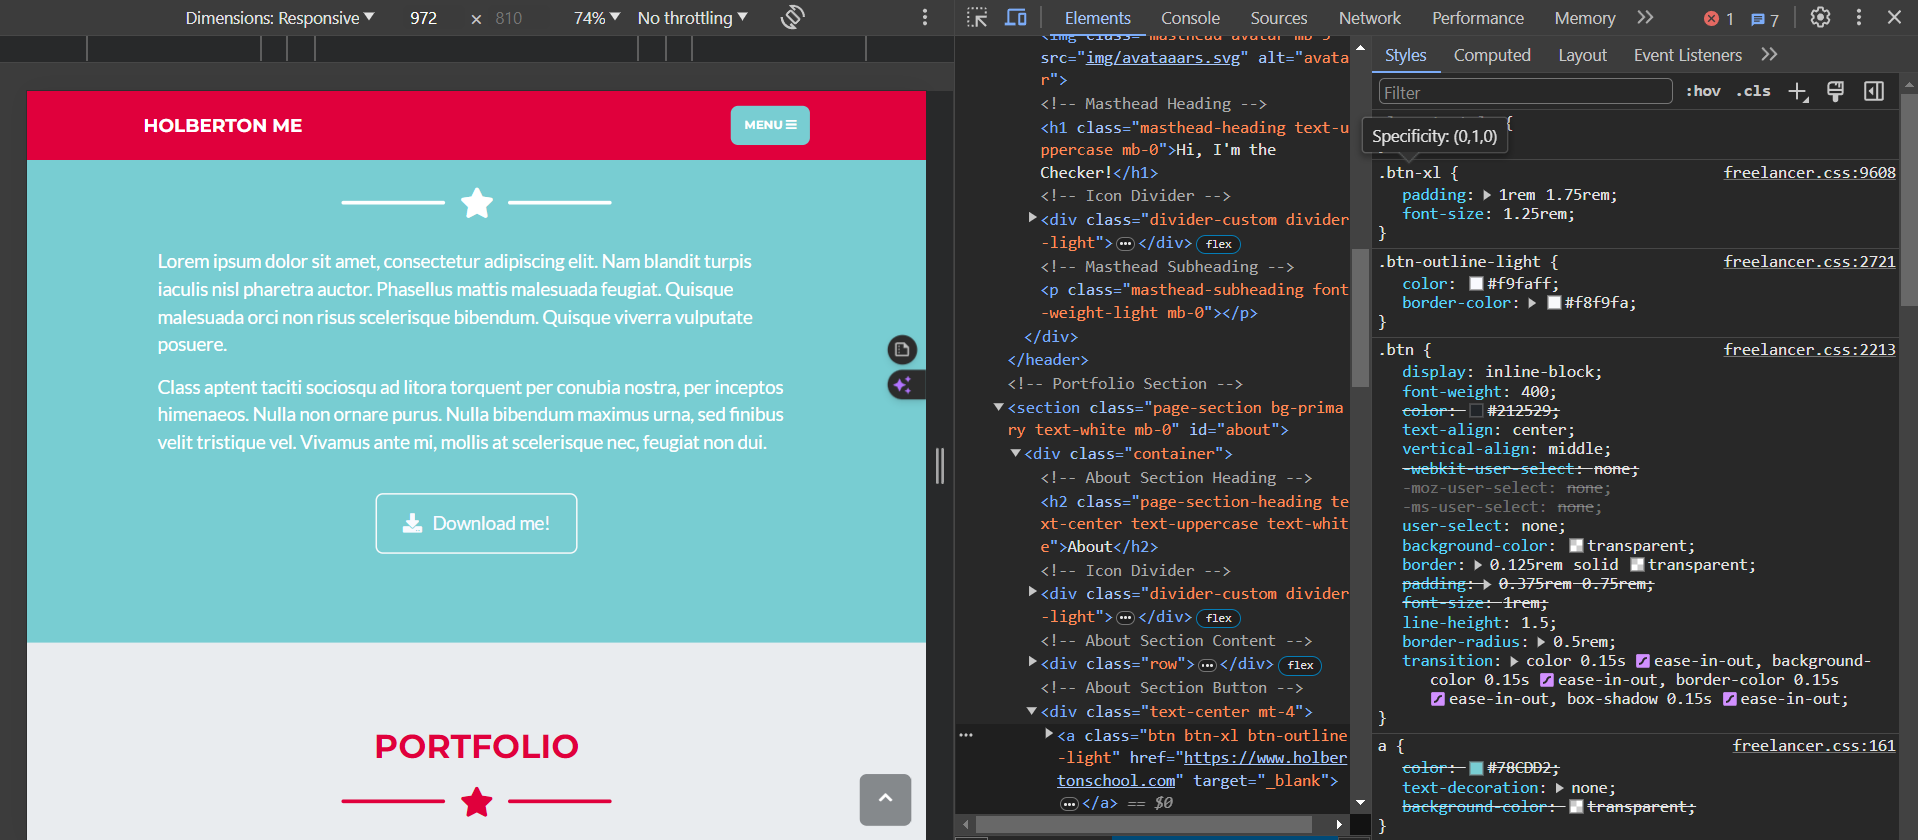 Dimensions: Responsive 972 × 810 74% No throttling
Elements Console Sources Network Performance Memory 1 7
HOLBERTON ME
MENU
Lorem ipsum dolor sit amet, consectetur adipiscing elit. Nam blandit turpis
iaculis nisl pharetra auctor. Phasellus mattis malesuada feugiat. Quisque
malesuada orci non risus scelerisque bibendum. Quisque viverra vulputate
posuere.
Class aptent taciti sociosqu ad litora torquent per conubia nostra, per inceptos
himenaeos. Nulla non ornare purus. Nulla bibendum maximus urna, sed finibus
velit tristique vel. Vivamus ante mi, mollis at scelerisque nec, feugiat non dui.
Download me!
PORTFOLIO
<img class="masthead-avatar mb-5"
src="img/avataaars.svg" alt="avata
r">
<!-- Masthead Heading -->
<h1 class="masthead-heading text-u
ppercase mb-0">Hi, I'm the
Checker!</h1>
<!-- Icon Divider -->
<div class="divider-custom divider
-light">…</div> flex
<!-- Masthead Subheading -->
<p class="masthead-subheading font
-weight-light mb-0"></p>
</div>
</header>
<!-- Portfolio Section -->
<section class="page-section bg-prima
ry text-white mb-0" id="about">
<div class="container">
<!-- About Section Heading -->
<h2 class="page-section-heading te
xt-center text-uppercase text-whit
e">About</h2>
<!-- Icon Divider -->
<div class="divider-custom divider
-light">…</div> flex
<!-- About Section Content -->
<div class="row">…</div> flex
<!-- About Section Button -->
<div class="text-center mt-4">
<a class="btn btn-xl btn-outline
-light" href="https://www.holber
tonschool.com" target="_blank">
…</a> == $0
Styles Computed Layout Event Listeners
Filter :hov .cls
{
Specificity: (0,1,0)
.btn-xl { freelancer.css:9608
padding: 1rem 1.75rem;
font-size: 1.25rem;
}
.btn-outline-light { freelancer.css:2721
color: #f9faff;
border-color: #f8f9fa;
}
.btn { freelancer.css:2213
display: inline-block;
font-weight: 400;
color: #212529;
text-align: center;
vertical-align: middle;
-webkit-user-select: none;
-moz-user-select: none;
-ms-user-select: none;
user-select: none;
background-color: transparent;
border: 0.125rem solid transparent;
padding: 0.375rem 0.75rem;
font-size: 1rem;
line-height: 1.5;
border-radius: 0.5rem;
transition: color 0.15s ease-in-out, background-
color 0.15s ease-in-out, border-color 0.15s
ease-in-out, box-shadow 0.15s ease-in-out;
}
a { freelancer.css:161
color: #78CDD2;
text-decoration: none;
background-color: transparent;
}